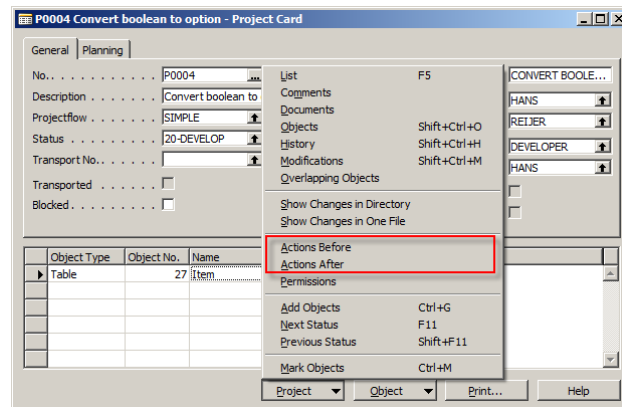 P0004 Convert boolean to option - Project Card
General Planning
No. . . . . . . . . . . . P0004 ...
Description . . . . . . . Convert boolean to
Projectflow . . . . . . . SIMPLE
Status . . . . . . . . . 20-DEVELOP
Transport No. . . . . . .
Transported . . . . . .
Blocked. . . . . . . . .
CONVERT BOOLE...
HANS
REIJER
DEVELOPER
HANS
List F5
Comments
Documents
Objects Shift+Ctrl+O
History Shift+Ctrl+H
Modifications Shift+Ctrl+M
Overlapping Objects
Show Changes in Directory
Show Changes in One File
Actions Before
Actions After
Permissions
Add Objects Ctrl+G
Next Status F11
Previous Status Shift+F11
Mark Objects Ctrl+M
Object Type Object No. Name
Table 27 Item
Project Object Print... Help